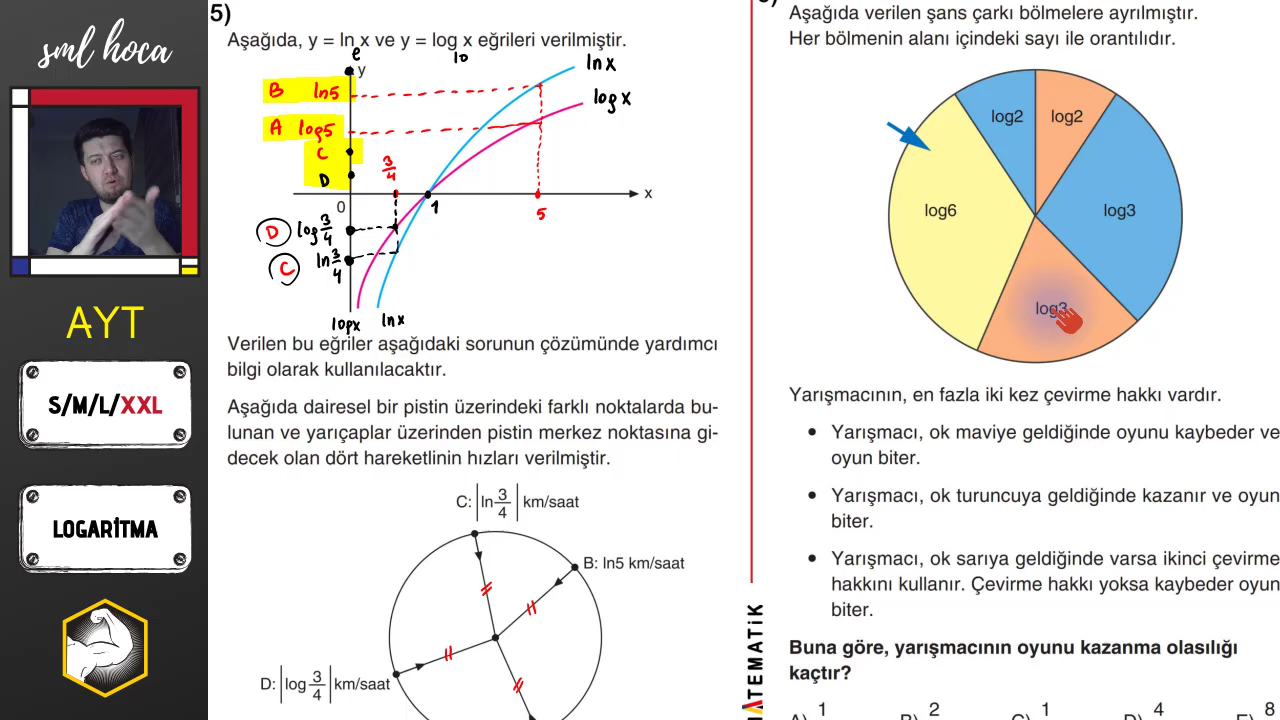 sml hoca
AYT
S/M/L/XXL
LOGARİTMA
5)
Aşağıda, y = ln x ve y = log x eğrileri verilmiştir.
10
e
y
ln x
B ln5
log x
A log5
C
3/4
D
x
0
1
5
D log 3/4
C ln 3/4
logx
lnx
Verilen bu eğriler aşağıdaki sorunun çözümünde yardımcı
bilgi olarak kullanılacaktır.
Aşağıda dairesel bir pistin üzerindeki farklı noktalarda bu-
lunan ve yarıçaplar üzerinden pistin merkez noktasına gi-
decek olan dört hareketlinin hızları verilmiştir.
C: |ln 3/4| km/saat
B: ln5 km/saat
D: |log 3/4| km/saat
Aşağıda verilen şans çarkı bölmelere ayrılmıştır.
Her bölmenin alanı içindeki sayı ile orantılıdır.
log2
log2
log6
log3
log3
Yarışmacının, en fazla iki kez çevirme hakkı vardır.
• Yarışmacı, ok maviye geldiğinde oyunu kaybeder ve
oyun biter.
• Yarışmacı, ok turuncuya geldiğinde kazanır ve oyun
biter.
• Yarışmacı, ok sarıya geldiğinde varsa ikinci çevirme
hakkını kullanır. Çevirme hakkı yoksa kaybeder oyun
biter.
Buna göre, yarışmacının oyunu kazanma olasılığı
kaçtır?
1 2 1 4 8
MATEMATİK